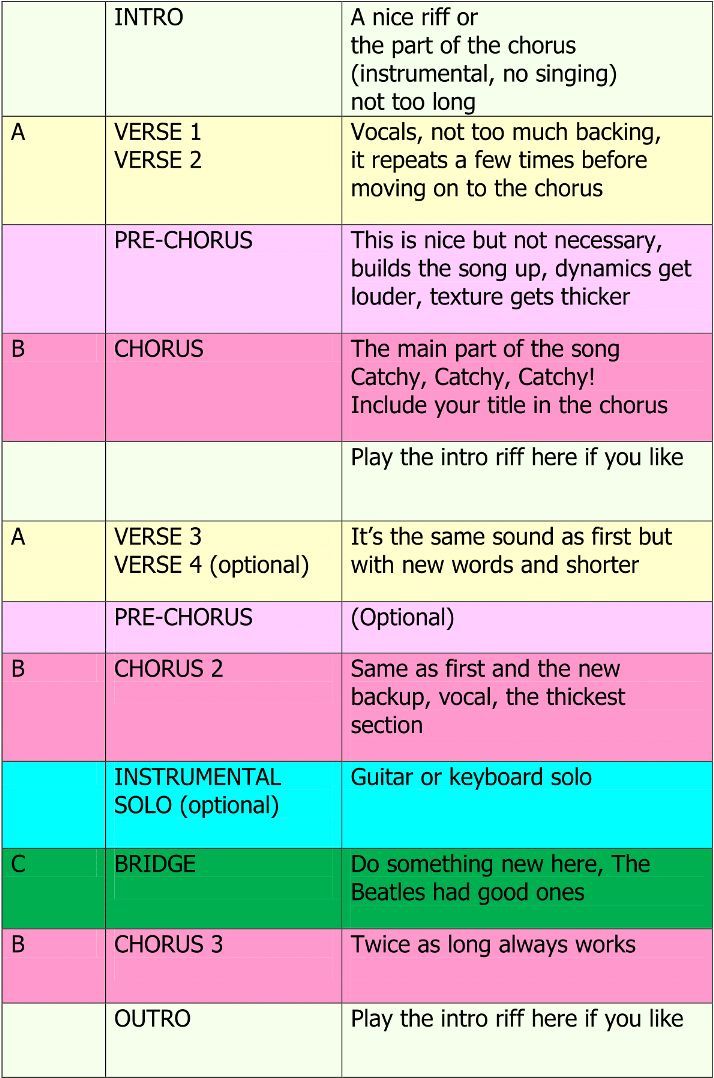 INTRO
A nice riff or
the part of the chorus
(instrumental, no singing)
not too long
A
VERSE 1
VERSE 2
Vocals, not too much backing,
it repeats a few times before
moving on to the chorus
PRE-CHORUS
This is nice but not necessary,
builds the song up, dynamics get
louder, texture gets thicker
B
CHORUS
The main part of the song
Catchy, Catchy, Catchy!
Include your title in the chorus
Play the intro riff here if you like
A
VERSE 3
VERSE 4 (optional)
It’s the same sound as first but
with new words and shorter
PRE-CHORUS
(Optional)
B
CHORUS 2
Same as first and the new
backup, vocal, the thickest
section
INSTRUMENTAL
SOLO (optional)
Guitar or keyboard solo
C
BRIDGE
Do something new here, The
Beatles had good ones
B
CHORUS 3
Twice as long always works
OUTRO
Play the intro riff here if you like